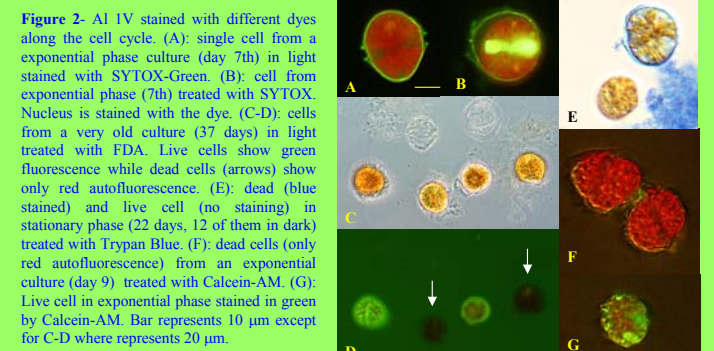 Figure 2- Al 1V stained with different dyes
along the cell cycle. (A): single cell from a
exponential phase culture (day 7th) in light
stained with SYTOX-Green. (B): cell from
exponential phase (7th) treated with SYTOX.
Nucleus is stained with the dye. (C-D): cells
from a very old culture (37 days) in light
treated with FDA. Live cells show green
fluorescence while dead cells (arrows) show
only red autofluorescence. (E): dead (blue
stained) and live cell (no staining) in
stationary phase (22 days, 12 of them in dark)
treated with Trypan Blue. (F): dead cells (only
red autofluorescence) from an exponential
culture (day 9) treated with Calcein-AM. (G):
Live cell in exponential phase stained in green
by Calcein-AM. Bar represents 10 μm except
for C-D where represents 20 μm.
A
B
E
C
F
D
G